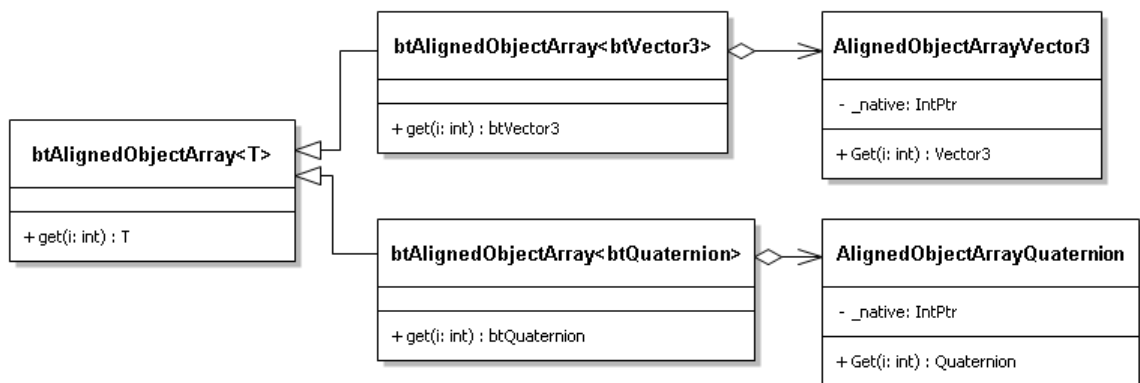 btAlignedObjectArray<T>
+ get(i: int) : T
btAlignedObjectArray<btVector3>
+ get(i: int) : btVector3
AlignedObjectArrayVector3
- _native: IntPtr
+ Get(i: int) : Vector3
btAlignedObjectArray<btQuaternion>
+ get(i: int) : btQuaternion
AlignedObjectArrayQuaternion
- _native: IntPtr
+ Get(i: int) : Quaternion